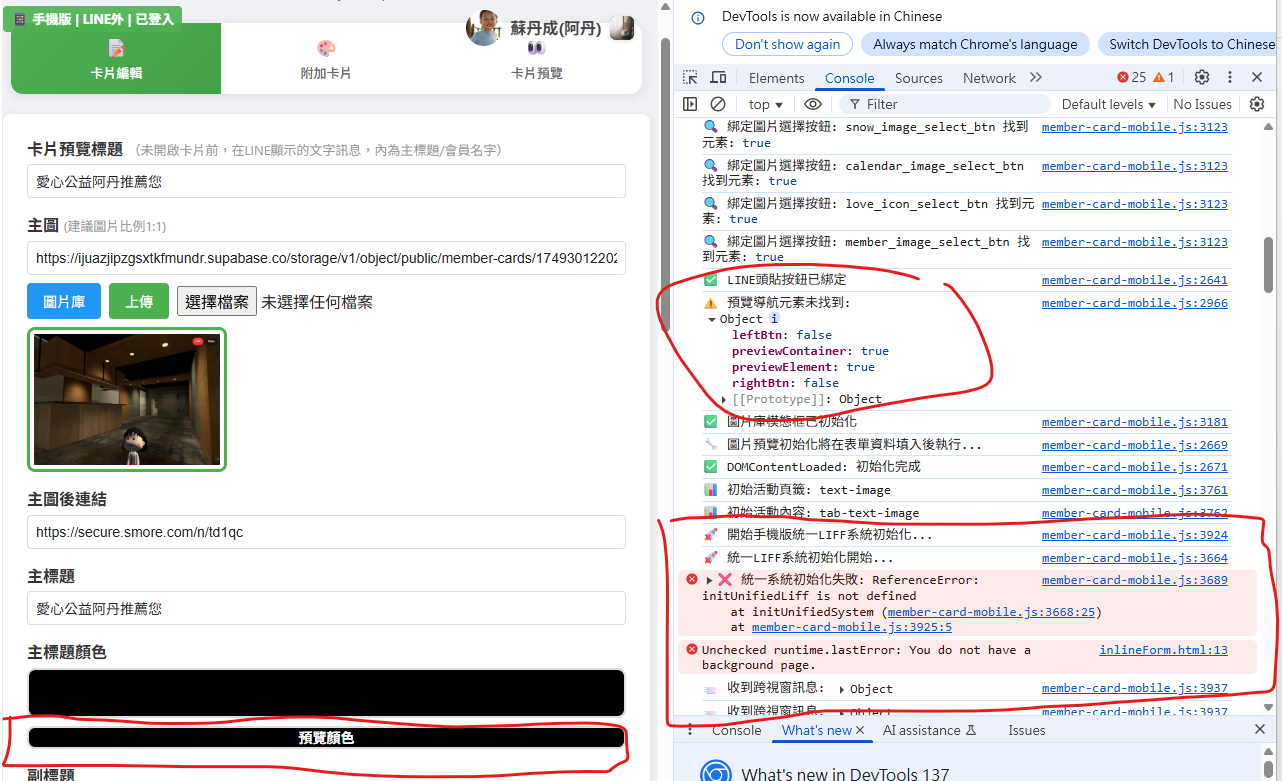 手機版 | LINE外 | 已登入
蘇丹成(阿丹)
卡片編輯
附加卡片
卡片預覽
卡片預覽標題 (未開啟卡片前，在LINE顯示的文字訊息，內為主標題/會員名字)
愛心公益阿丹推薦您
主圖 (建議圖片比例1:1)
https://ijuazjipzgsxtkfmundr.supabase.co/storage/v1/object/public/member-cards/17493012202
圖片庫 上傳 選擇檔案 未選擇任何檔案
主圖後連結
https://secure.smore.com/n/td1qc
主標題
愛心公益阿丹推薦您
主標題顏色
預覽顏色
副標題
DevTools is now available in Chinese
Don't show again Always match Chrome's language Switch DevTools to Chinese
Elements Console Sources Network 25 1
top Filter Default levels No Issues
綁定圖片選擇按鈕: snow_image_select_btn 找到 member-card-mobile.js:3123
元素: true
綁定圖片選擇按鈕: calendar_image_select_btn member-card-mobile.js:3123
找到元素: true
綁定圖片選擇按鈕: love_icon_select_btn 找到元 member-card-mobile.js:3123
素: true
綁定圖片選擇按鈕: member_image_select_btn 找 member-card-mobile.js:3123
到元素: true
LINE頭貼按鈕已綁定 member-card-mobile.js:2641
預覽導航元素未找到: member-card-mobile.js:2966
Object i
leftBtn: false
previewContainer: true
previewElement: true
rightBtn: false
[[Prototype]]: Object
圖片庫模態框已初始化 member-card-mobile.js:3181
圖片預覽初始化將在表單資料填入後執行... member-card-mobile.js:2669
DOMContentLoaded: 初始化完成 member-card-mobile.js:2671
初始活動頁籤: text-image member-card-mobile.js:3761
初始活動內容: tab-text-image member-card-mobile.js:3762
開始手機版統一LIFF系統初始化... member-card-mobile.js:3924
統一LIFF系統初始化開始... member-card-mobile.js:3664
統一系統初始化失敗: ReferenceError: member-card-mobile.js:3689
initUnifiedLiff is not defined
at initUnifiedSystem (member-card-mobile.js:3668:25)
at member-card-mobile.js:3925:5
Unchecked runtime.lastError: You do not have a inlineForm.html:13
background page.
收到跨視窗訊息: Object member-card-mobile.js:3937
收到跨視窗訊息: Object member-card-mobile.js:3937
Console What's new AI assistance Issues
What's new in DevTools 137